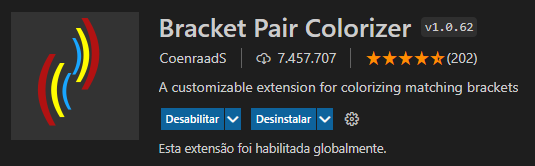 Bracket Pair Colorizer v1.0.62
CoenraadS 7.457.707 (202)
A customizable extension for colorizing matching brackets
Desabilitar Desinstalar
Esta extensão foi habilitada globalmente.